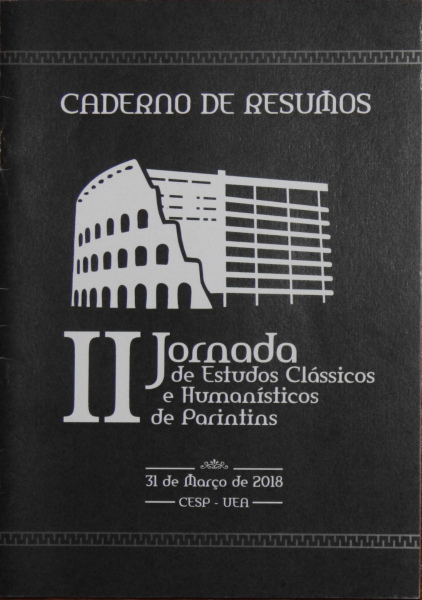 CADERNO DE RESUMOS
II Jornada
de Estudos Clássicos
e Humanísticos
de Parintins
31 de Março de 2018
CESP - UEA